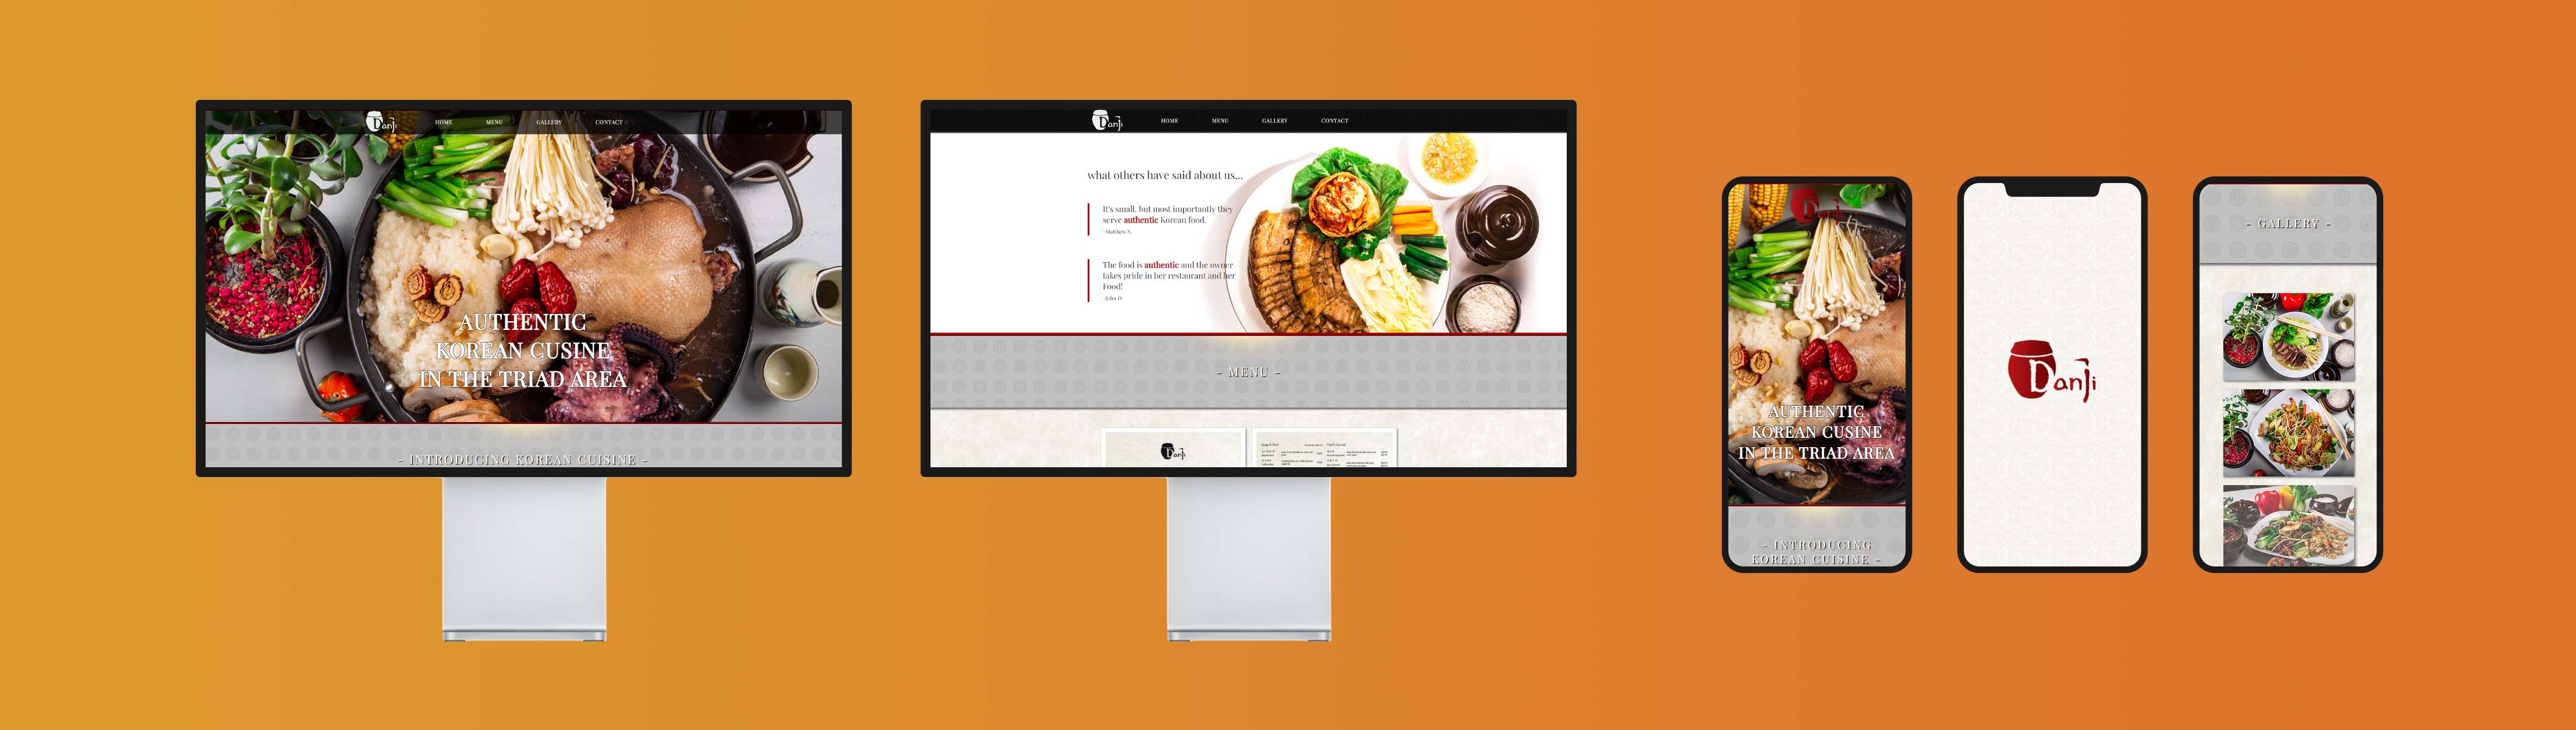 Danji
HOME MENU GALLERY CONTACT
AUTHENTIC
KOREAN CUSINE
IN THE TRIAD AREA
- INTRODUCING KOREAN CUISINE -
Danji
HOME MENU GALLERY CONTACT
what others have said about us...
It's small, but most importantly they
serve authentic Korean food.
-Matthew N.
The food is authentic and the owner
takes pride in her restaurant and her
Food!
-John D.
- MENU -
Danji
Danji
AUTHENTIC
KOREAN CUSINE
IN THE TRIAD AREA
- INTRODUCING
KOREAN CUISINE -
Danji
- GALLERY -